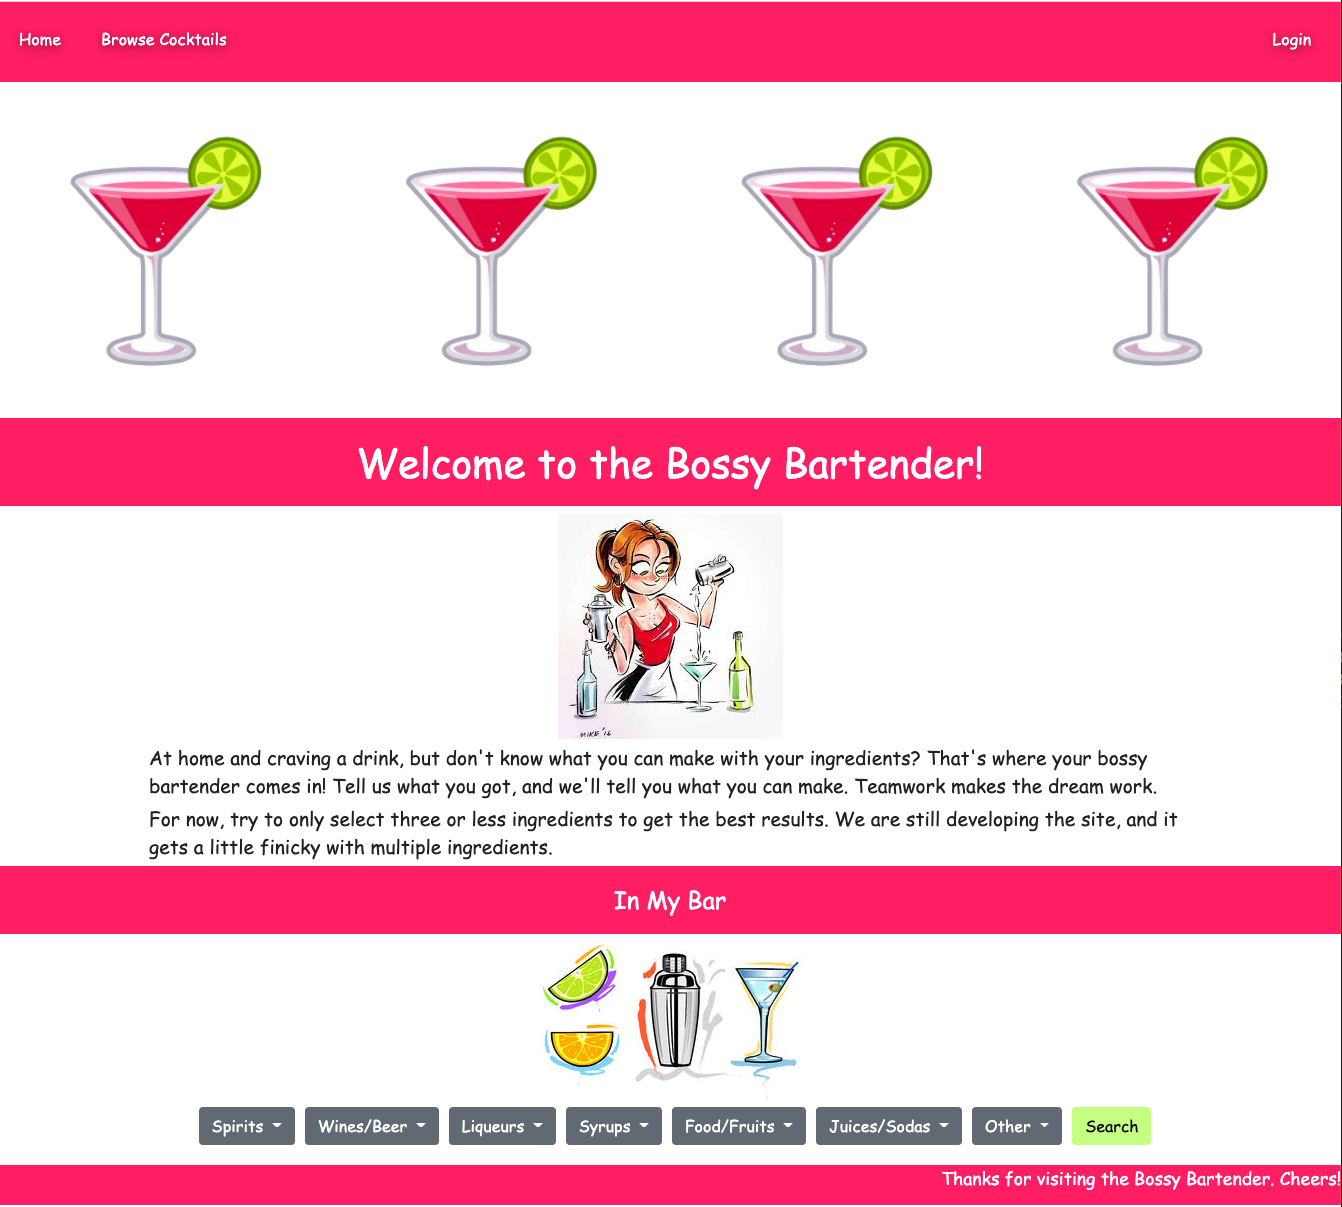 Home Browse Cocktails Login
Welcome to the Bossy Bartender!
MIKE '16
At home and craving a drink, but don't know what you can make with your ingredients? That's where your bossy
bartender comes in! Tell us what you got, and we'll tell you what you can make. Teamwork makes the dream work.
For now, try to only select three or less ingredients to get the best results. We are still developing the site, and it
gets a little finicky with multiple ingredients.
In My Bar
Spirits Wines/Beer Liqueurs Syrups Food/Fruits Juices/Sodas Other Search
Thanks for visiting the Bossy Bartender. Cheers!